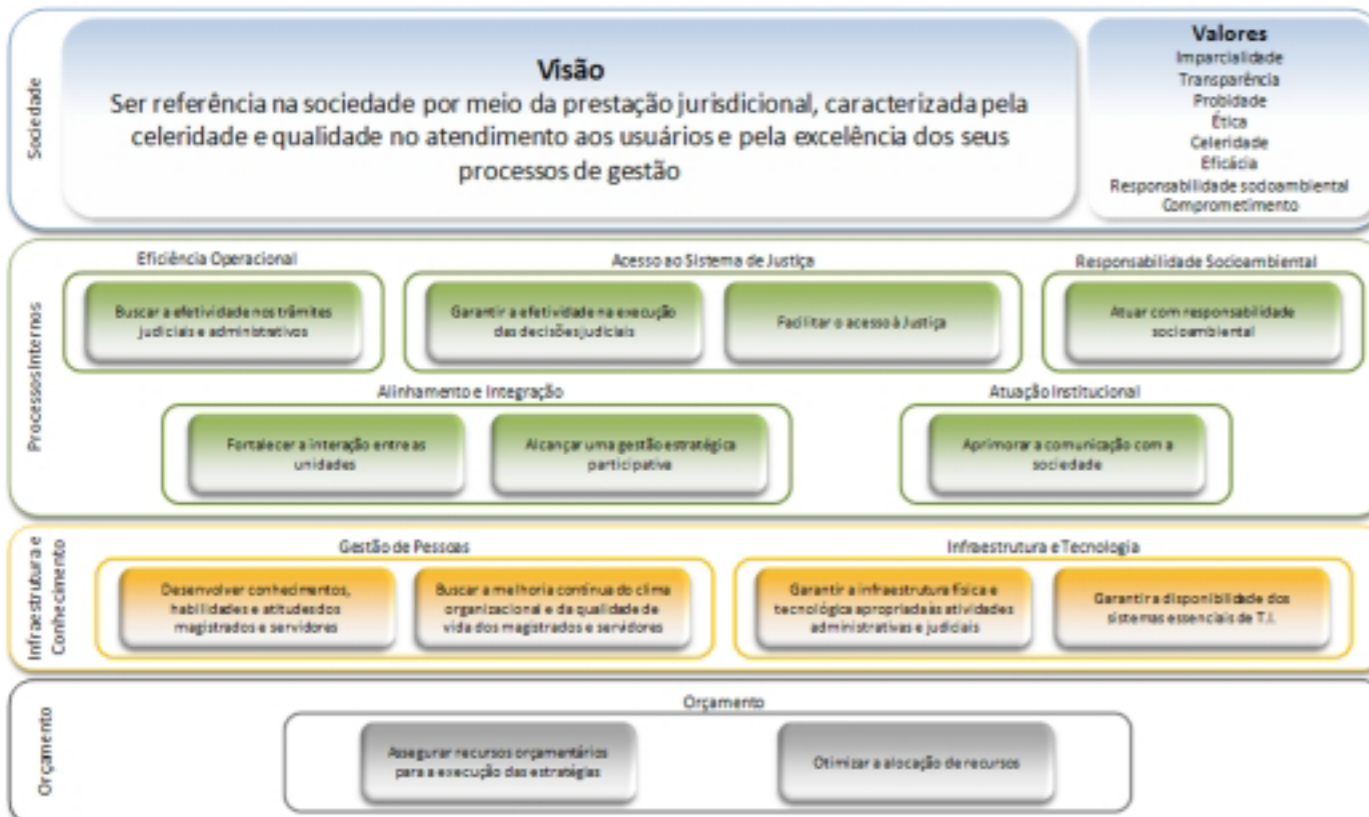 Sociedade
Visão
Ser referência na sociedade por meio da prestação jurisdicional, caracterizada pela
celeridade e qualidade no atendimento aos usuários e pela excelência dos seus
processos de gestão
Valores
Imparcialidade
Transparência
Probidade
Ética
Celeridade
Eficácia
Responsabilidade socioambiental
Comprometimento
Processos Internos
Eficiência Operacional
Buscar a efetividade nos trâmites
judiciais e administrativos
Acesso ao Sistema de Justiça
Garantir a efetividade na execução
das decisões judiciais
Facilitar o acesso à Justiça
Responsabilidade Socioambiental
Atuar com responsabilidade
socioambiental
Alinhamento e Integração
Fortalecer a interação entre as
unidades
Alcançar uma gestão estratégica
participativa
Atuação Institucional
Aprimorar a comunicação com a
sociedade
Infraestrutura e
Conhecimento
Gestão de Pessoas
Desenvolver conhecimentos,
habilidades e atitudes dos
magistrados e servidores
Buscar a melhoria contínua do clima
organizacional e da qualidade de
vida dos magistrados e servidores
Infraestrutura e Tecnologia
Garantir a infraestrutura física e
tecnológica apropriada às atividades
administrativas e judiciais
Garantir a disponibilidade dos
sistemas essenciais de T.I.
Orçamento
Orçamento
Assegurar recursos orçamentários
para a execução das estratégias
Otimizar a alocação de recursos